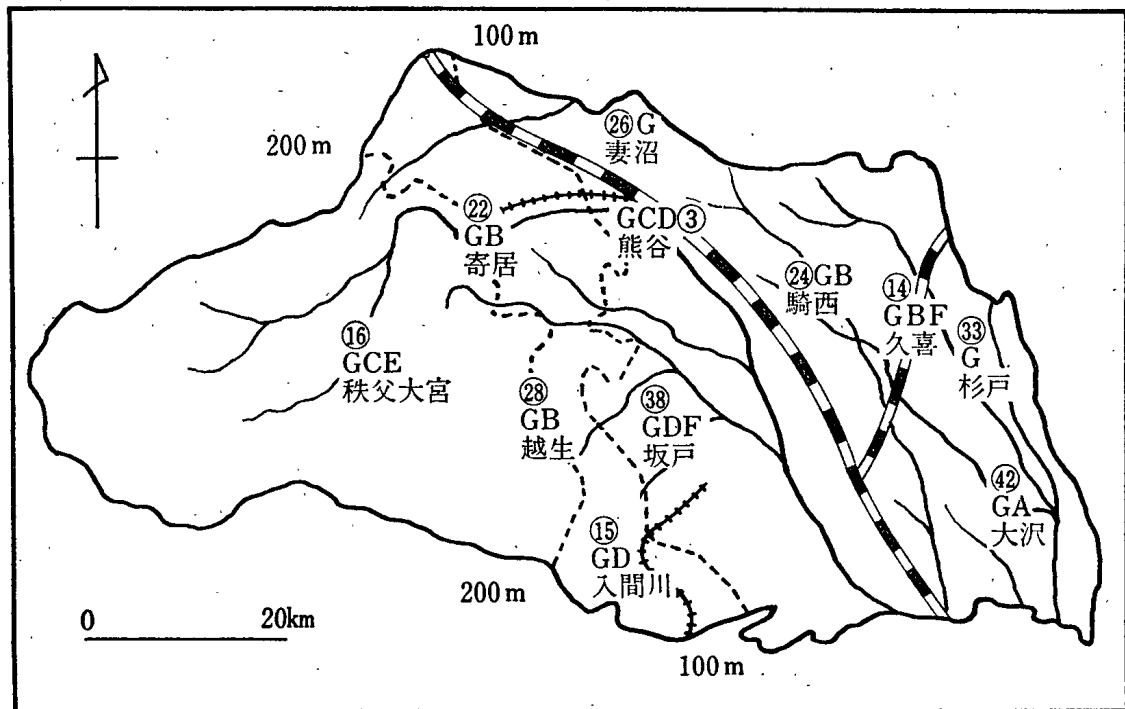 100m
200m
㉖G
妻沼
㉒
GB
寄居
GCD③
熊谷
㉔GB
騎西
⑭
GBF
久喜
㉝
G
杉戸
⑯
GCE
秩父大宮
㉘
GB
越生
㊳
GDF
坂戸
㊷
GA
大沢
⑮
GD
入間川
200m
100m
0 20km